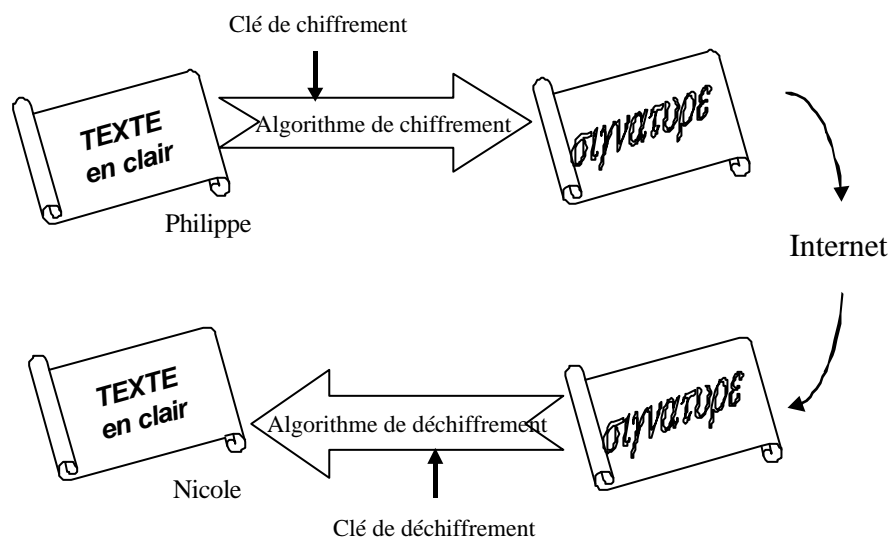 Clé de chiffrement
TEXTE
en clair
Algorithme de chiffrement
σιγνατυρε
Philippe
Internet
TEXTE
en clair
Algorithme de déchiffrement
σιγνατυρε
Nicole
Clé de déchiffrement